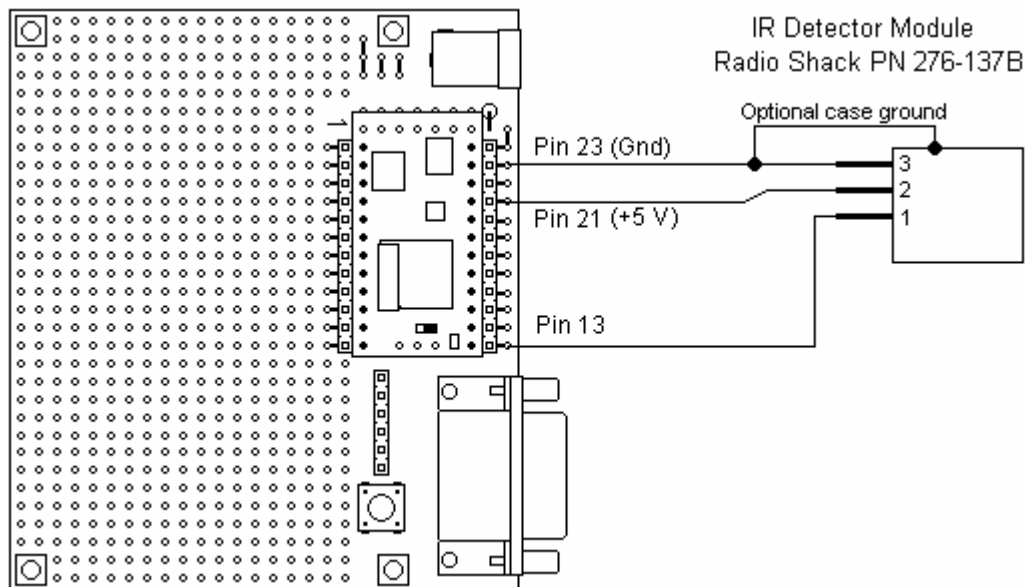 IR Detector Module
Radio Shack PN 276-137B
Optional case ground
1
Pin 23 (Gnd)
3
2
Pin 21 (+5 V)
1
Pin 13